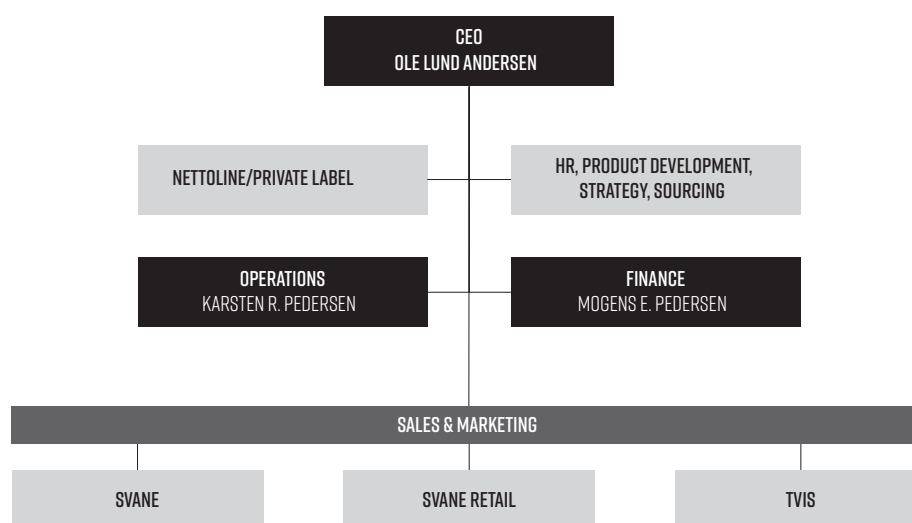 CEO
OLE LUND ANDERSEN
NETTOLINE/PRIVATE LABEL
HR, PRODUCT DEVELOPMENT,
STRATEGY, SOURCING
OPERATIONS
KARSTEN R. PEDERSEN
FINANCE
MOGENS E. PEDERSEN
SALES & MARKETING
SVANE
SVANE RETAIL
TVIS